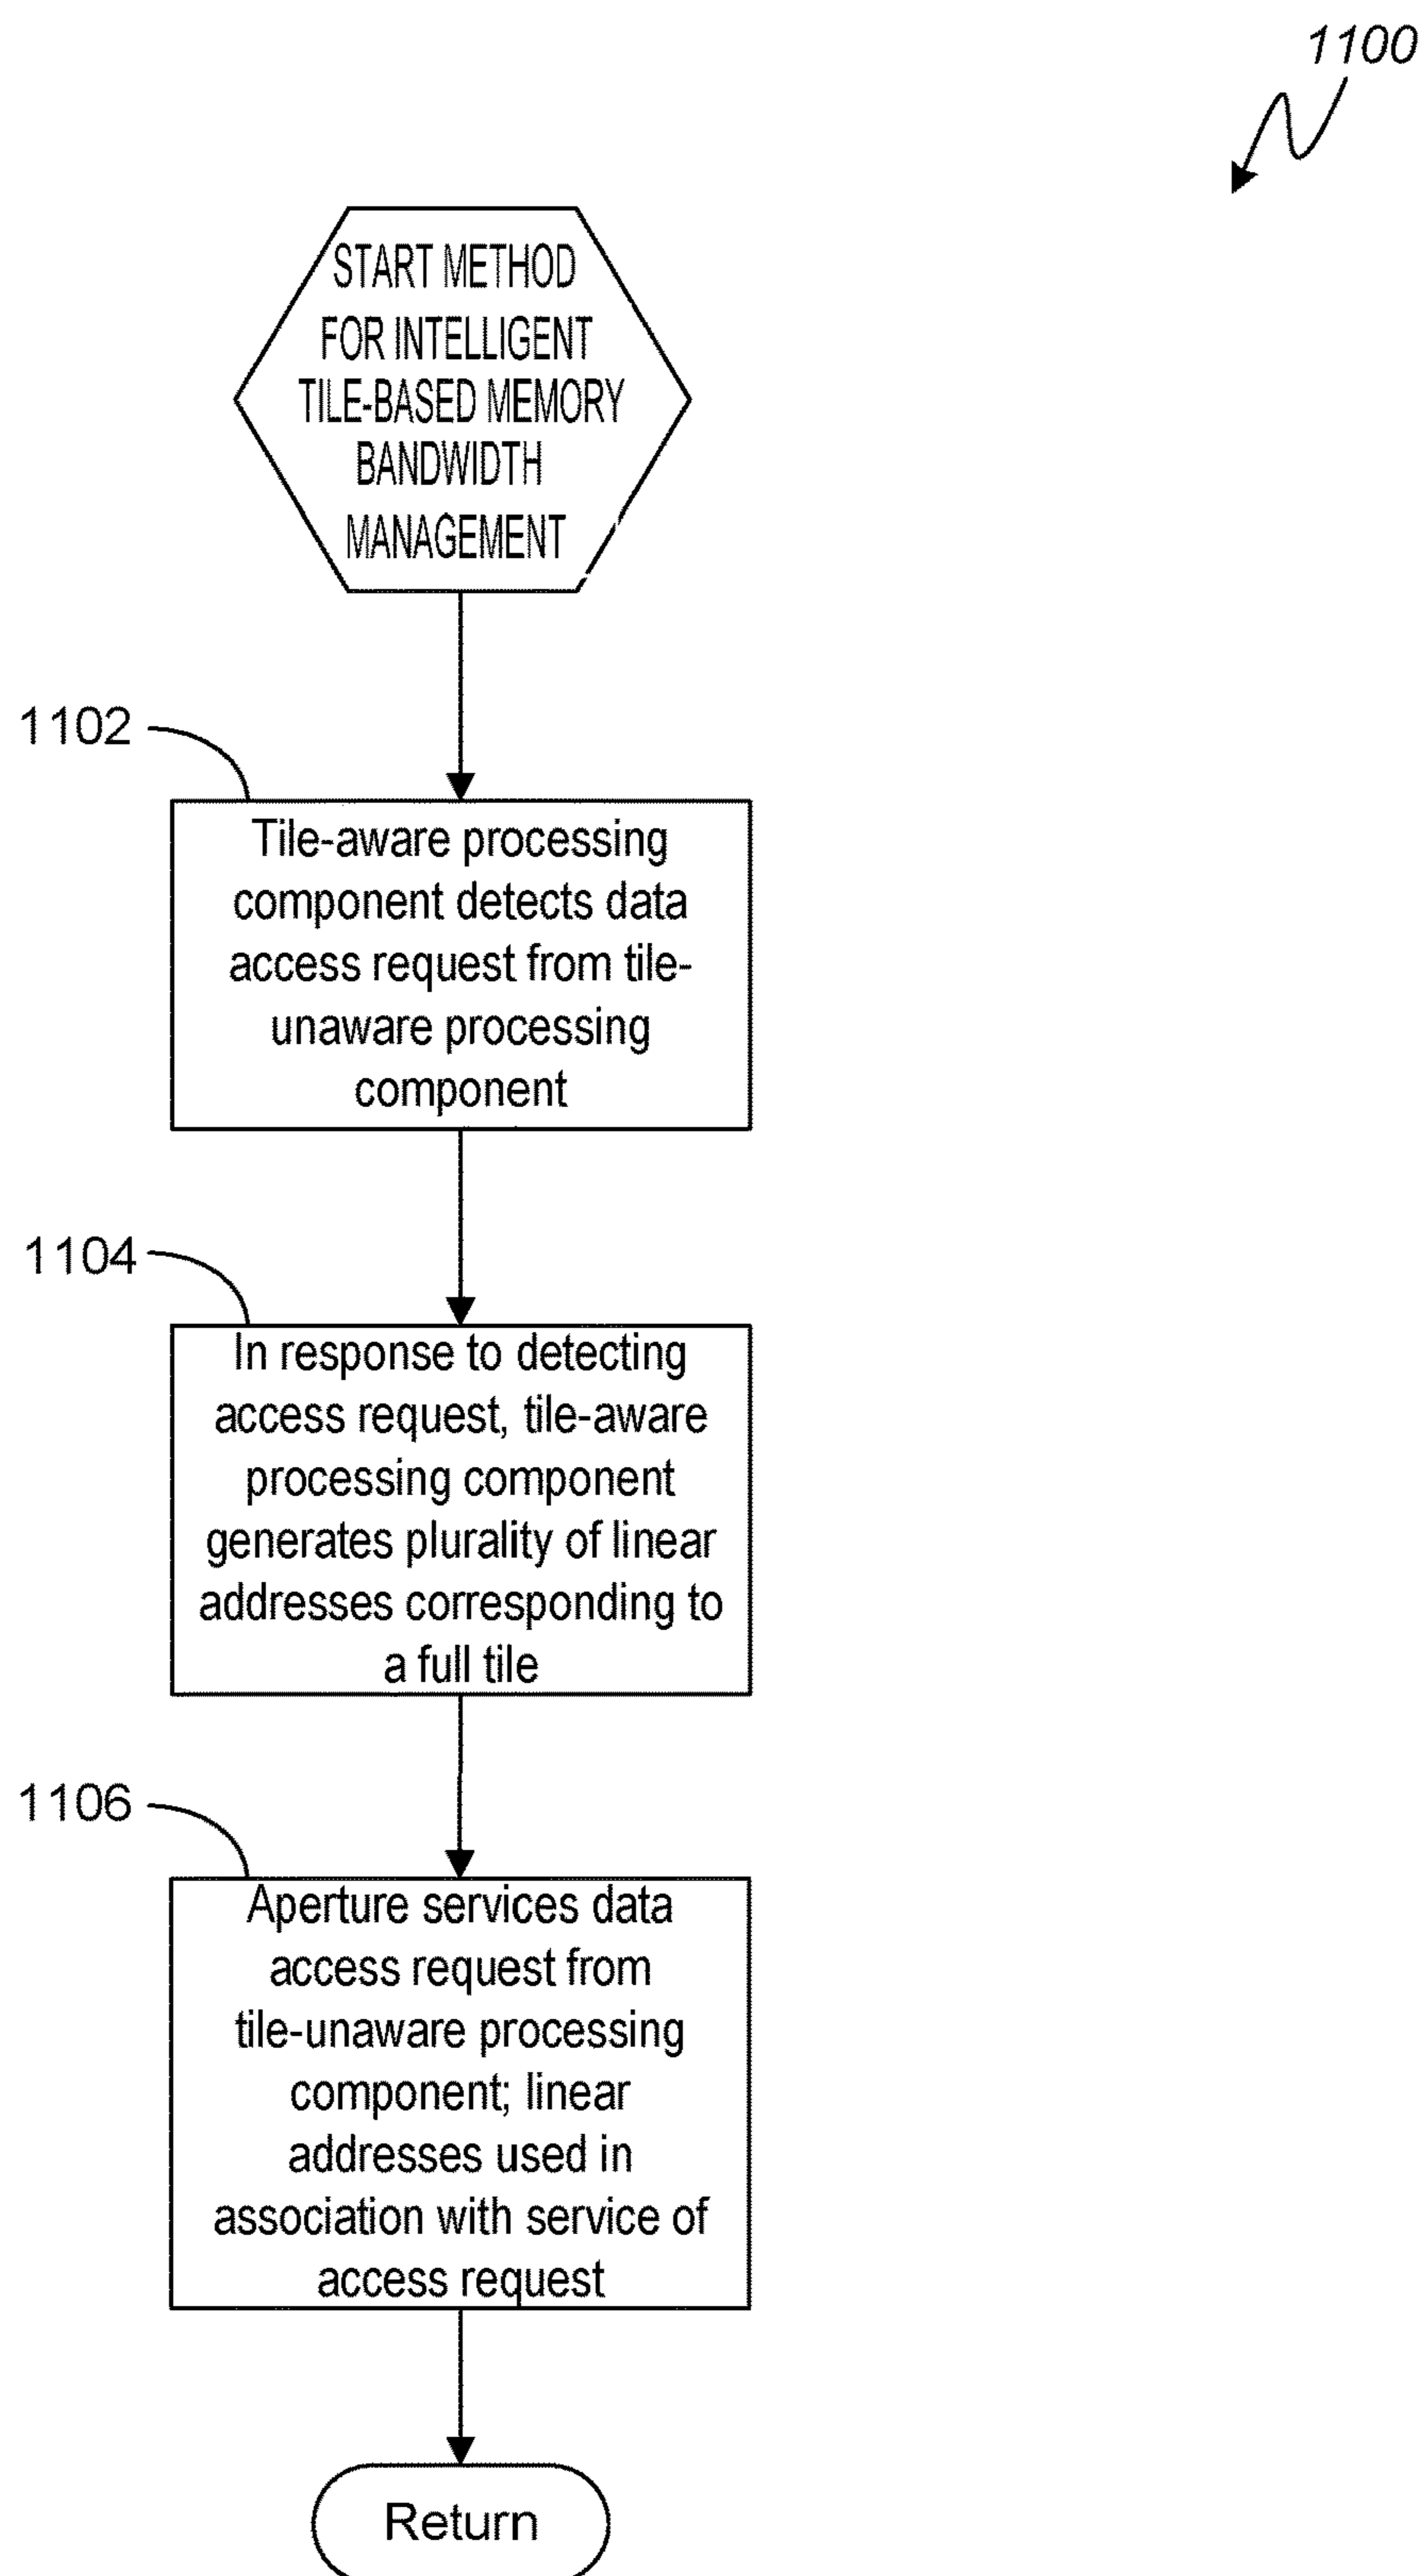 1100
START METHOD
FOR INTELLIGENT
TILE-BASED MEMORY
BANDWIDTH
MANAGEMENT
1102
Tile-aware processing
component detects data
access request from tile-
unaware processing
component
1104
In response to detecting
access request, tile-aware
processing component
generates plurality of linear
addresses corresponding to
a full tile
1106
Aperture services data
access request from
tile-unaware processing
component; linear
addresses used in
association with service of
access request
Return